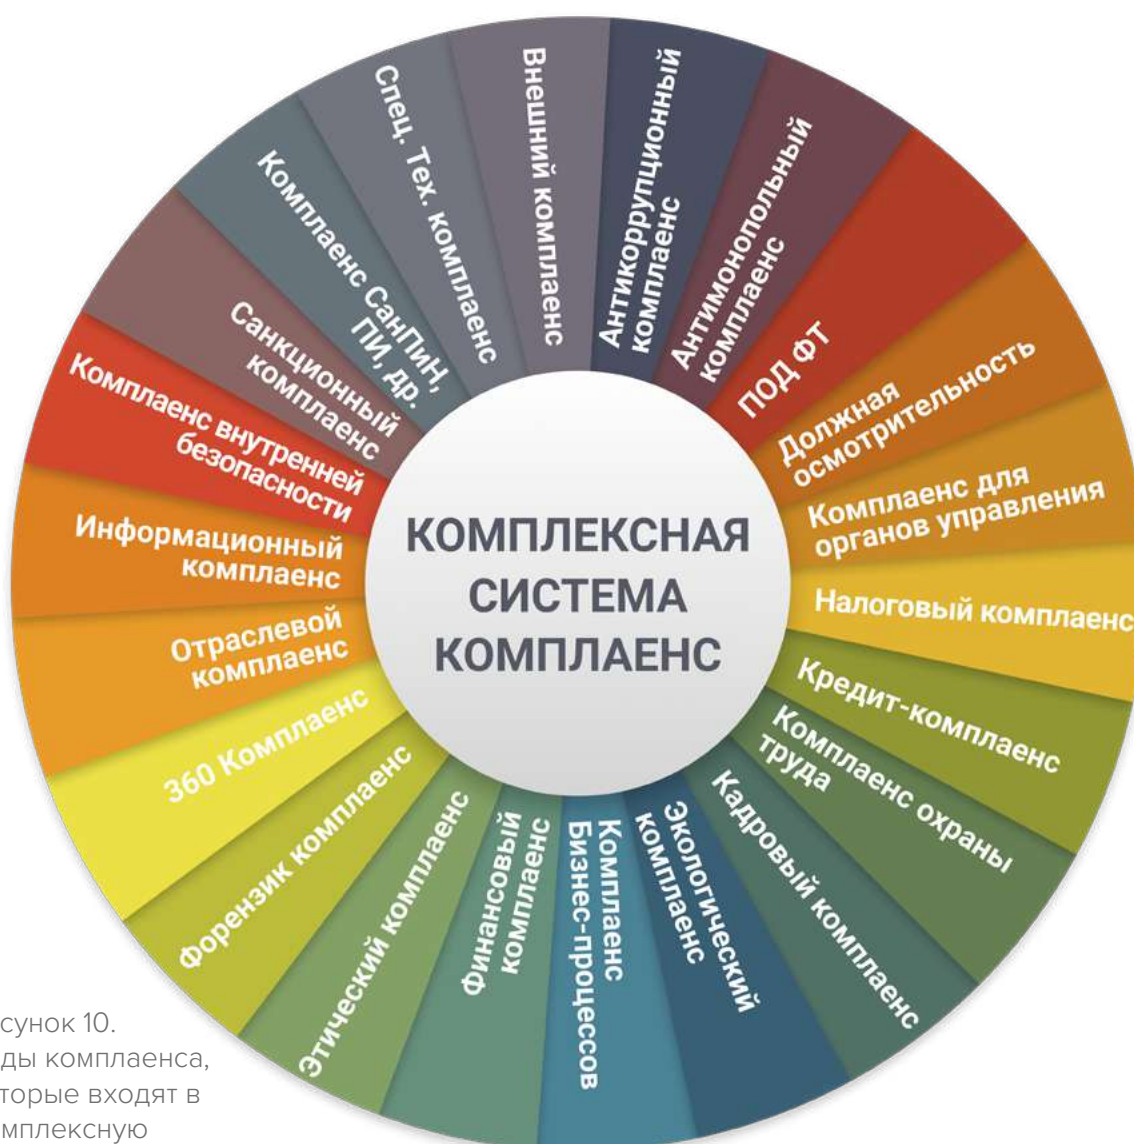 КОМПЛЕКСНАЯ
СИСТЕМА
КОМПЛАЕНС
Антикоррупционный
комплаенс
Антимонопольный
комплаенс
ПОД ФТ
Должная
осмотрительность
Комплаенс для
органов управления
Налоговый комплаенс
Кредит-комплаенс
Комплаенс охраны
труда
Кадровый комплаенс
Экологический
комплаенс
Комплаенс
Бизнес-процессов
Финансовый
комплаенс
Этический комплаенс
Форензик комплаенс
360 Комплаенс
Отраслевой
комплаенс
Информационный
комплаенс
Комплаенс внутренней
безопасности
Санкционный
комплаенс
Комплаенс СанПиН,
ПИ, др.
Спец. Тех. комплаенс
Внешний комплаенс
сунок 10.
ды комплаенса,
торые входят в
мплексную